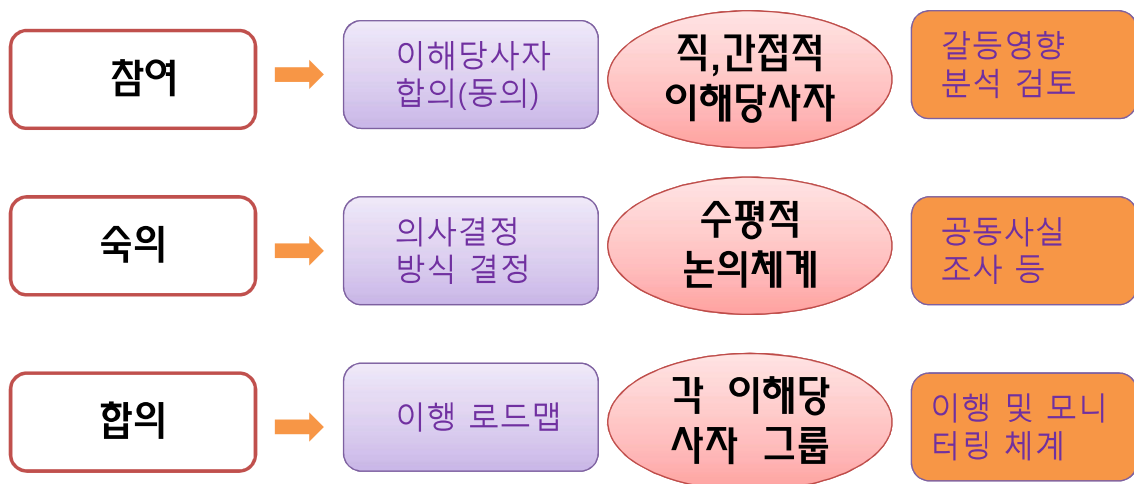 참여
이해당사자
합의(동의)
직,간접적
이해당사자
갈등영향
분석 검토
숙의
의사결정
방식 결정
수평적
논의체계
공동사실
조사 등
합의
이행 로드맵
각 이해당
사자 그룹
이행 및 모니
터링 체계